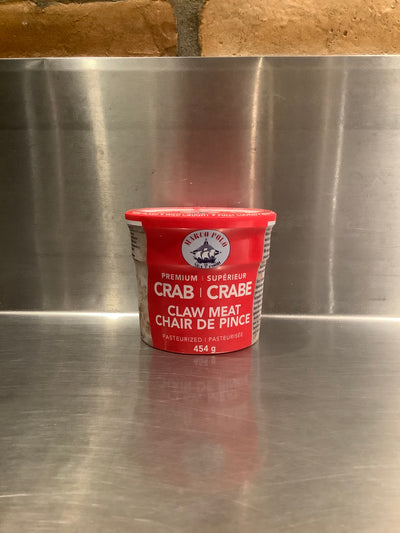 MARCO POLO
PREMIUM | SUPÉRIEUR
CRAB | CRABE
CLAW MEAT
CHAIR DE PINCE
PASTEURIZED | PASTEURISÉE
454 g